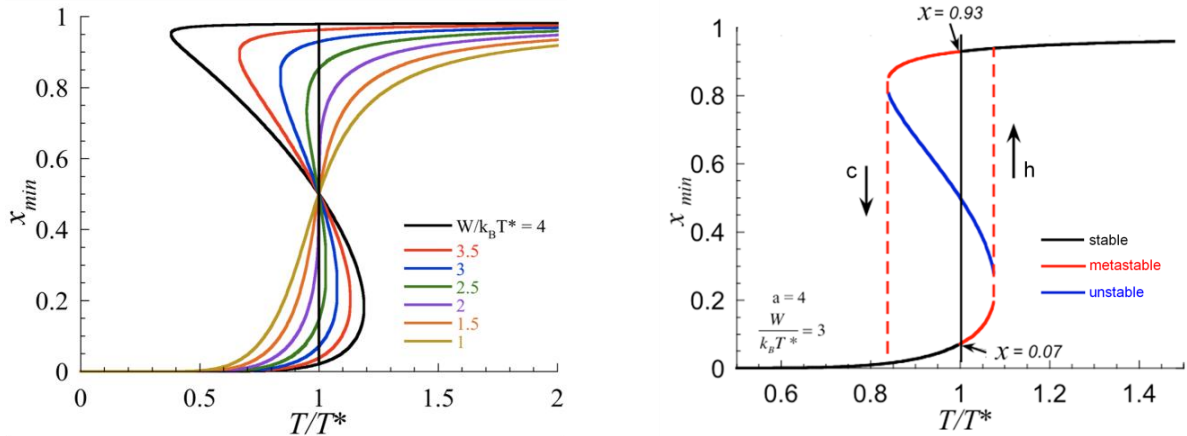 1
0.8
0.6
0.4
0.2
0
x_min
W/k_BT* = 4
3.5
3
2.5
2
1.5
1
0 0.5 1 1.5 2
T/T*
x = 0.93
1
0.8
0.6
0.4
0.2
0
x min
c
h
stable
metastable
unstable
a = 4
W
k_BT* = 3
x = 0.07
0.6 0.8 1 1.2 1.4
T/T*